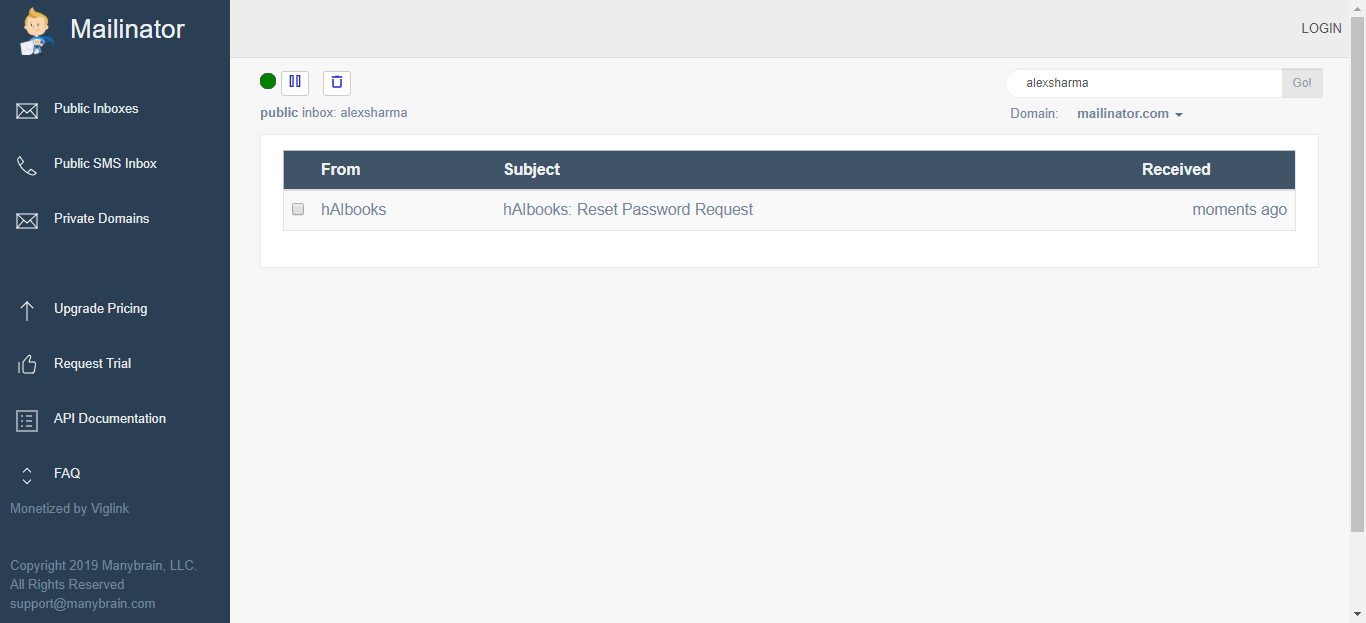 Mailinator
LOGIN
Public Inboxes
Public SMS Inbox
Private Domains
Upgrade Pricing
Request Trial
API Documentation
FAQ
Monetized by Viglink
Copyright 2019 Manybrain, LLC.
All Rights Reserved
support@manybrain.com
alexsharma Go!
public inbox: alexsharma
Domain: mailinator.com
From Subject Received
hAIbooks hAIbooks: Reset Password Request moments ago